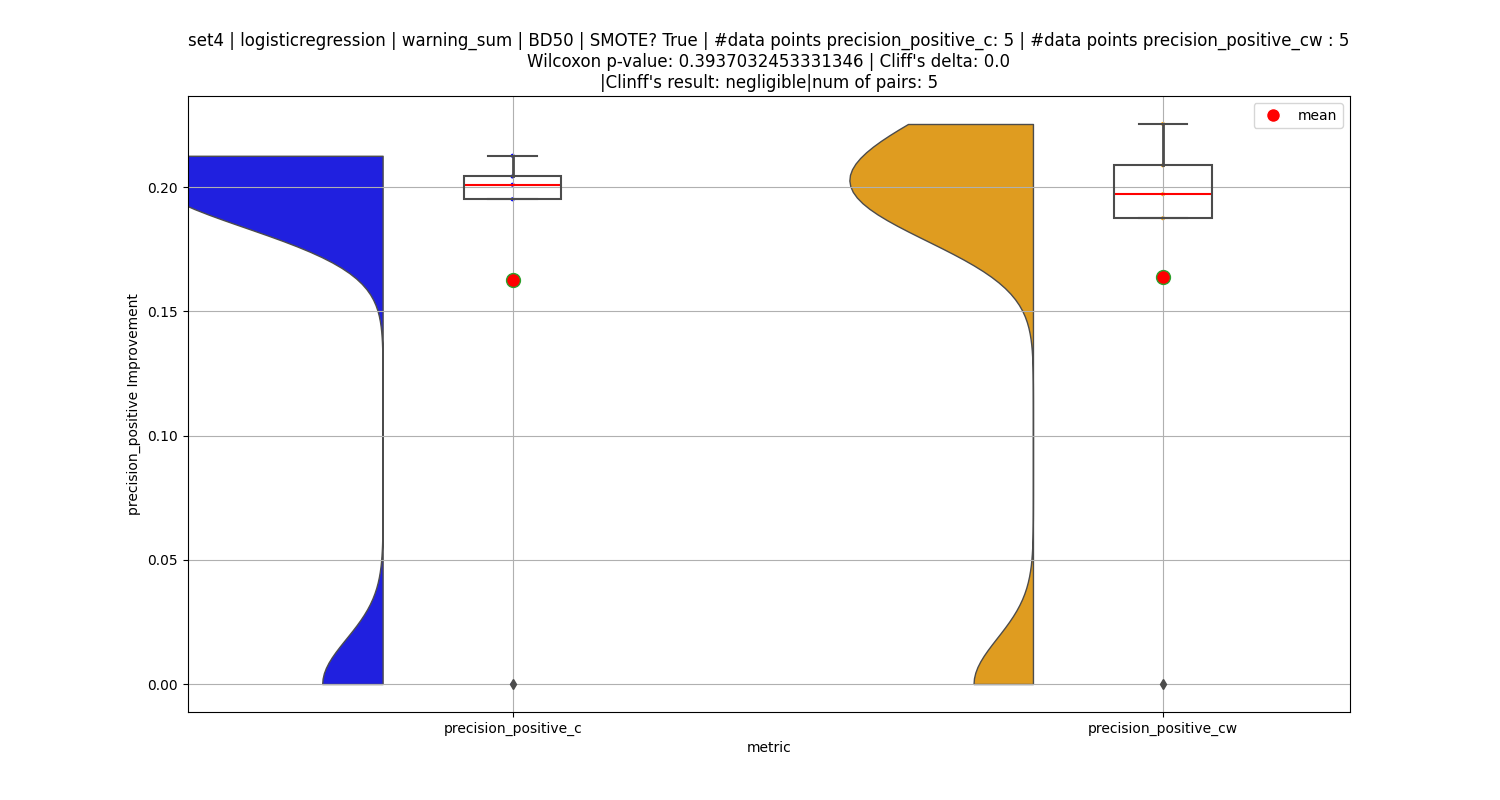 set4 | logisticregression | warning_sum | BD50 | SMOTE? True | #data points precision_positive_c: 5 | #data points precision_positive_cw : 5
Wilcoxon p-value: 0.3937032453331346 | Cliff's delta: 0.0
|Clinff's result: negligible|num of pairs: 5
mean
precision_positive Improvement
0.20
0.15
0.10
0.05
0.00
precision_positive_c
precision_positive_cw
metric